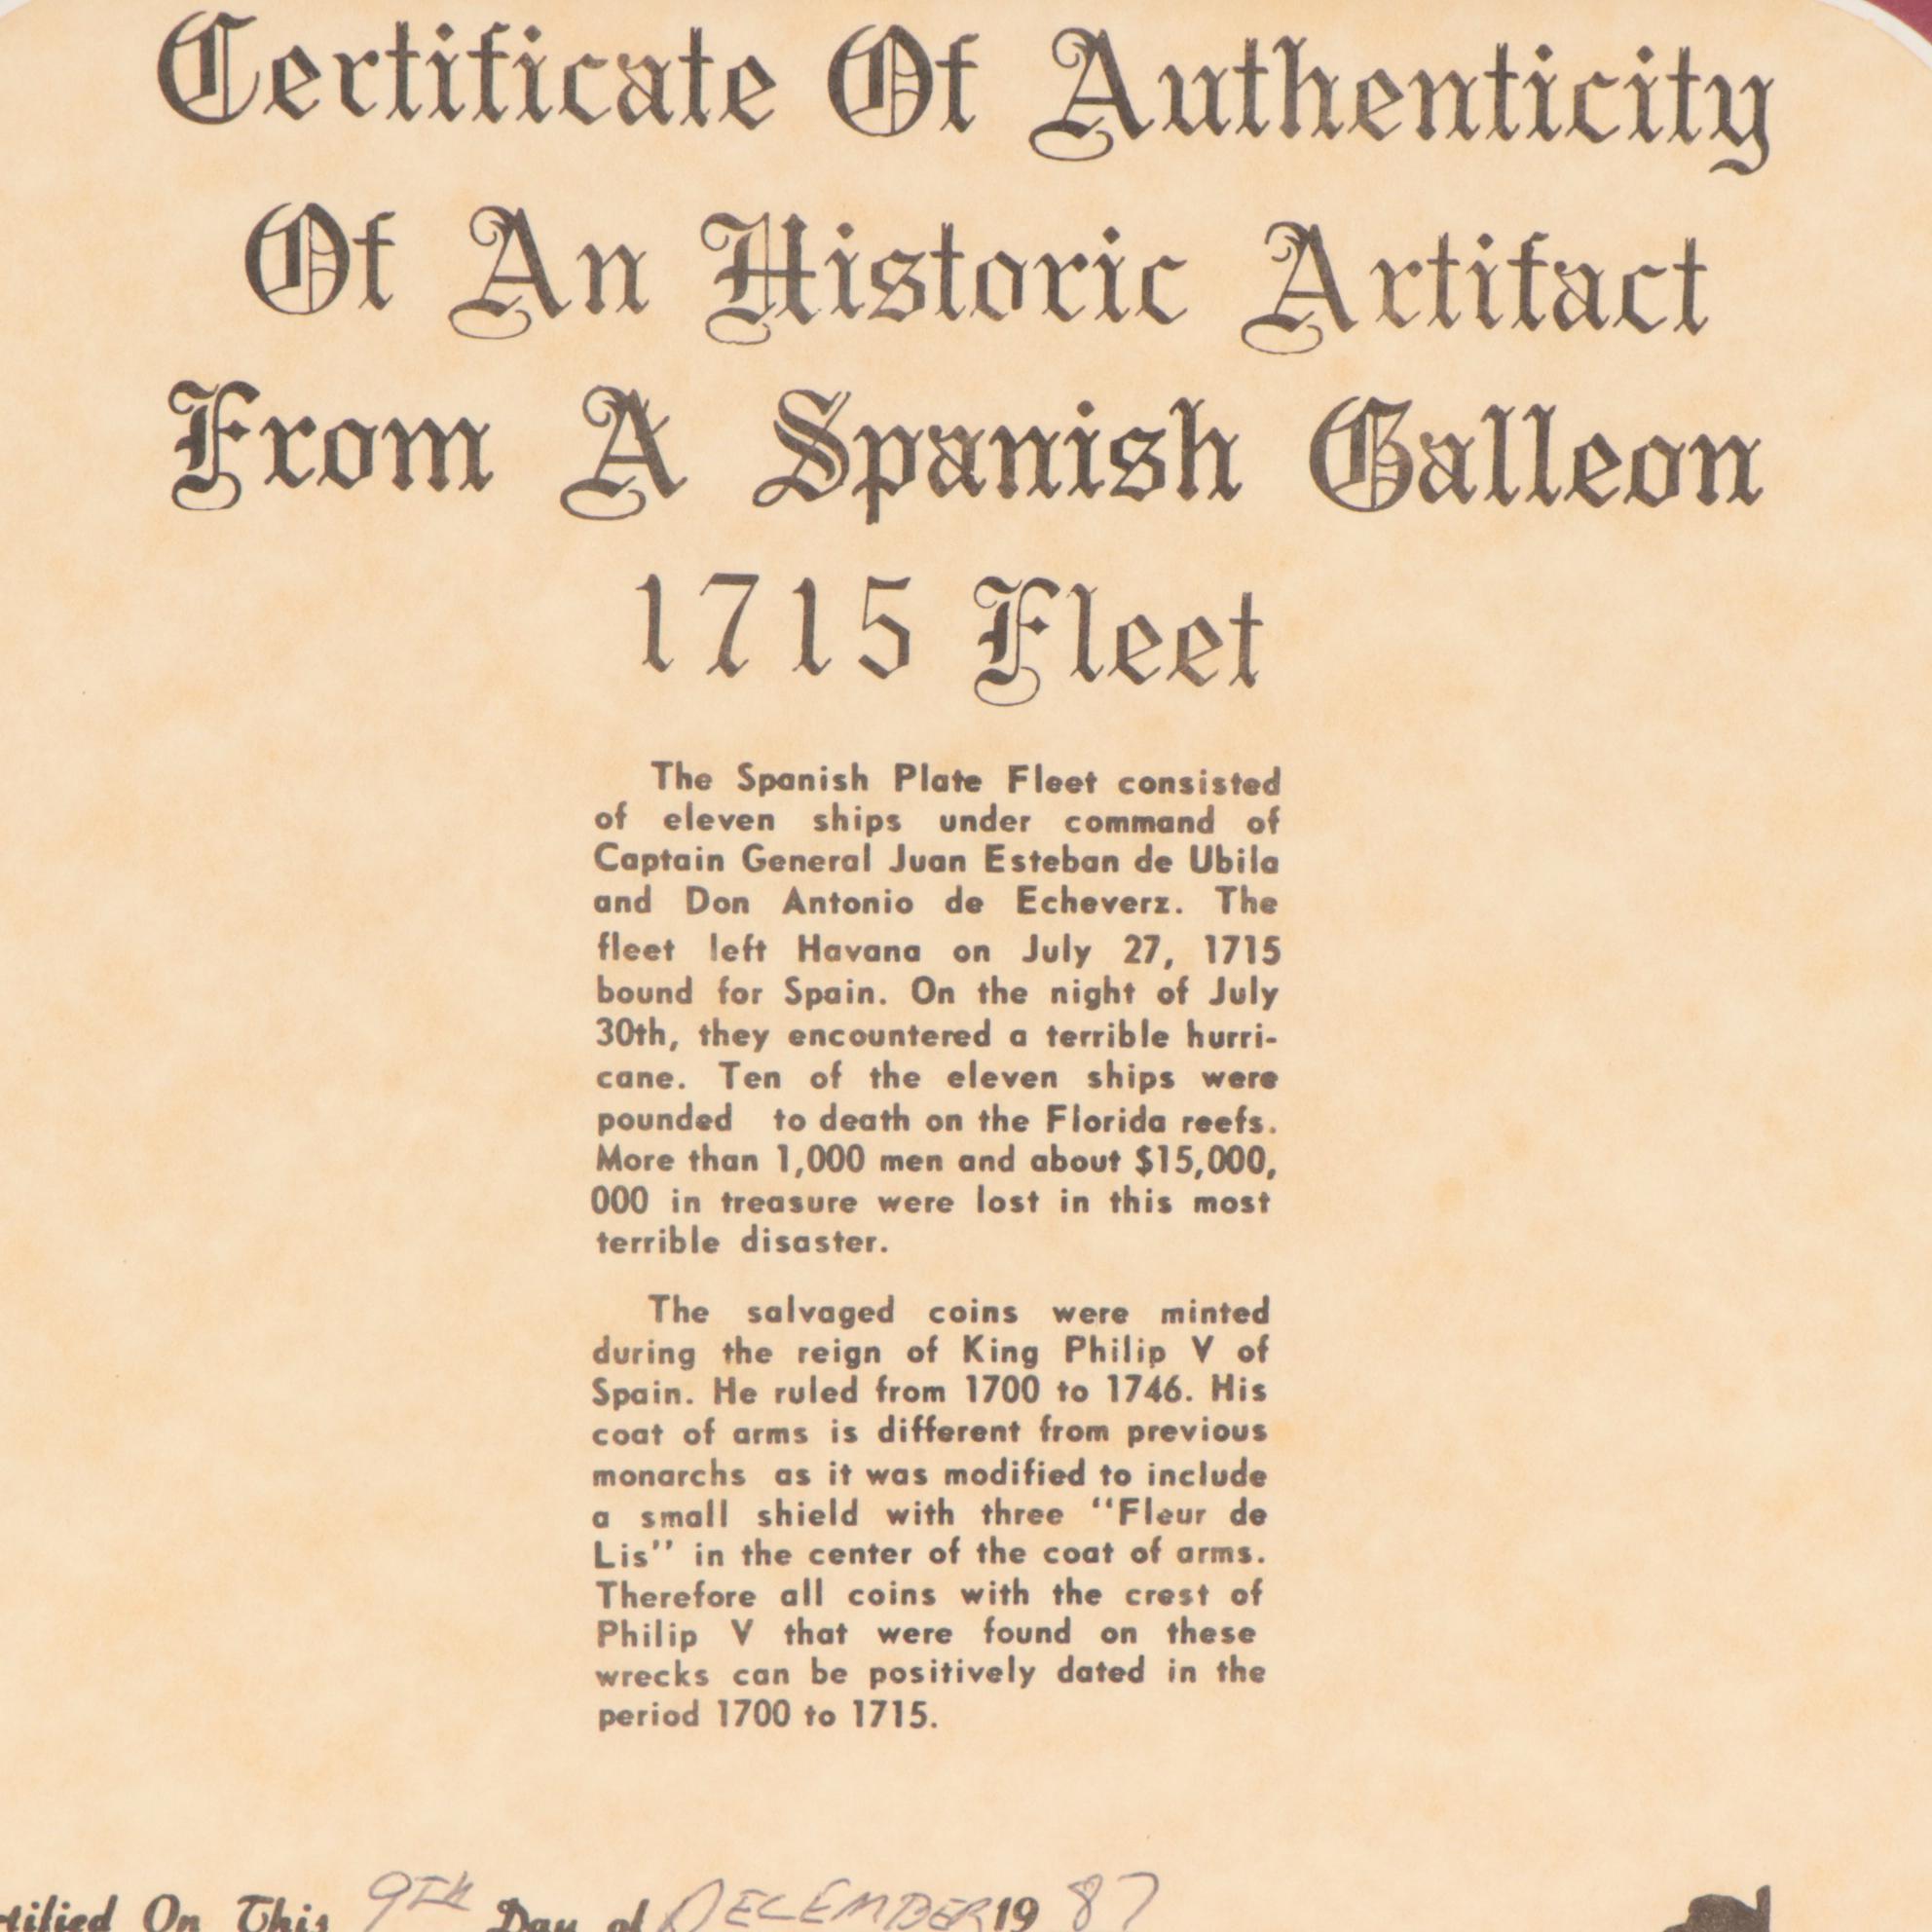 Certificate Of Authenticity
Of An Historic Artifact
From A Spanish Galleon
1715 Fleet
The Spanish Plate Fleet consisted
of eleven ships under command of
Captain General Juan Esteban de Ubila
and Don Antonio de Echeverz. The
fleet left Havana on July 27, 1715
bound for Spain. On the night of July
30th, they encountered a terrible hurri-
cane. Ten of the eleven ships were
pounded to death on the Florida reefs.
More than 1,000 men and about $15,000,
000 in treasure were lost in this most
terrible disaster.
The salvaged coins were minted
during the reign of King Philip V of
Spain. He ruled from 1700 to 1746. His
coat of arms is different from previous
monarchs as it was modified to include
a small shield with three "Fleur de
Lis" in the center of the coat of arms.
Therefore all coins with the crest of
Philip V that were found on these
wrecks can be positively dated in the
period 1700 to 1715.
rtified On This 9TH Day of DECEMBER 19 87